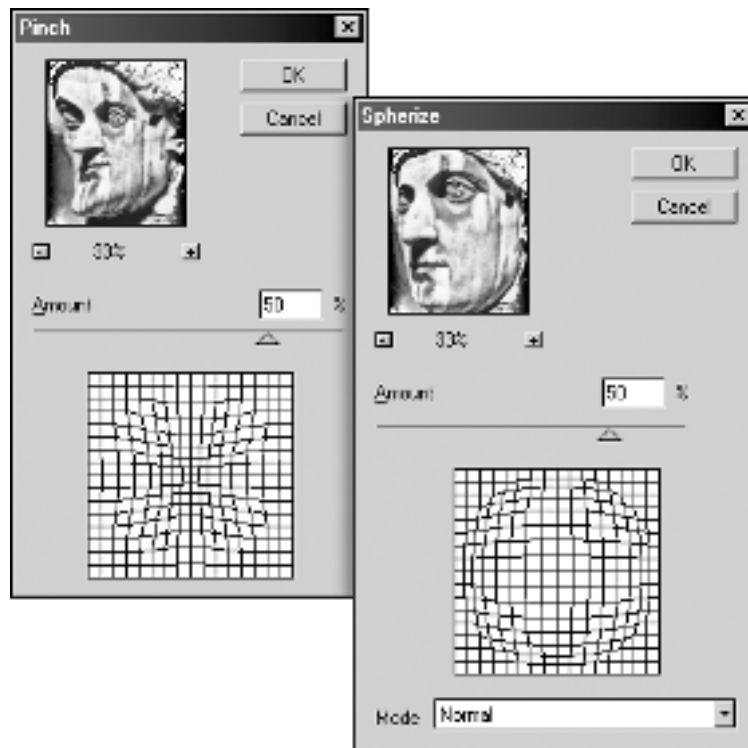 Pinch
OK
Cancel
33%
Amount 50 %
Spherize
OK
Cancel
33%
Amount 50 %
Mode Normal